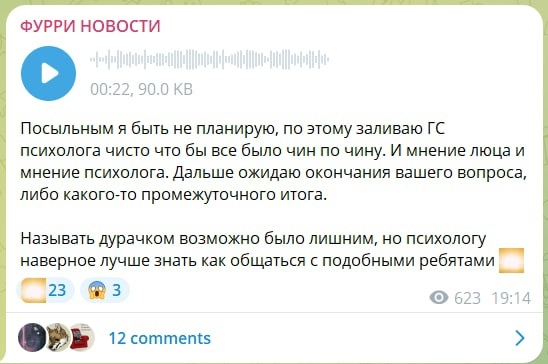 ФУРРИ НОВОСТИ
00:22, 90.0 KB
Посыльным я быть не планирую, по этому заливаю ГС
психолога чисто что бы все было чин по чину. И мнение люца и
мнение психолога. Дальше ожидаю окончания вашего вопроса,
либо какого-то промежуточного итога.
Называть дурачком возможно было лишним, но психологу
наверное лучше знать как общаться с подобными ребятами
23 3
623 19:14
12 comments